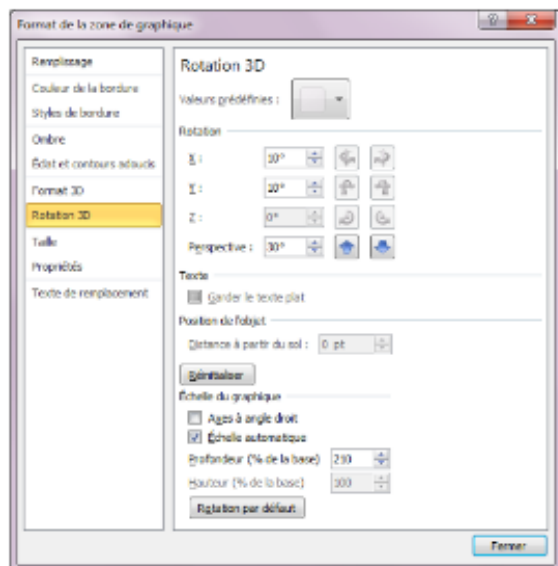 Format de la zone de graphique
Remplissage
Couleur de la bordure
Styles de bordure
Ombre
Éclat et contours adoucis
Format 3D
Rotation 3D
Taille
Propriétés
Texte de remplacement
Rotation 3D
Valeurs prédéfinies :
Rotation
X : 10°
Y : 10°
Z : 0°
Perspective : 30°
Texte
Garder le texte plat
Position de l'objet
Distance à partir du sol : 0 pt
Réinitialiser
Échelle du graphique
Axes à angle droit
Échelle automatique
Profondeur (% de la base) 210
Hauteur (% de la base) 100
Rotation par défaut
Fermer